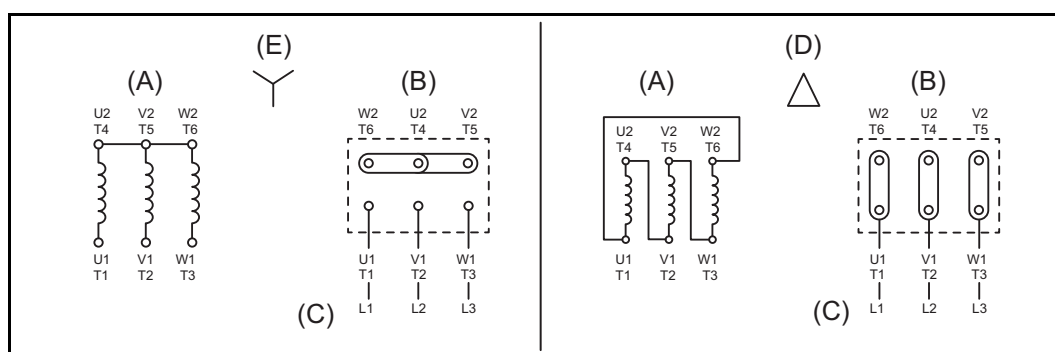 (E)
(A) (B)
U2 V2 W2 W2 U2 V2
T4 T5 T6 T6 T4 T5
U1 V1 W1 U1 V1 W1
T1 T2 T3 T1 T2 T3
(C) L1 L2 L3
(D)
(A) (B)
W2 U2 V2
T6 T4 T5
U2 V2 W2
T4 T5 T6
U1 V1 W1 U1 V1 W1
T1 T2 T3 T1 T2 T3
(C) L1 L2 L3